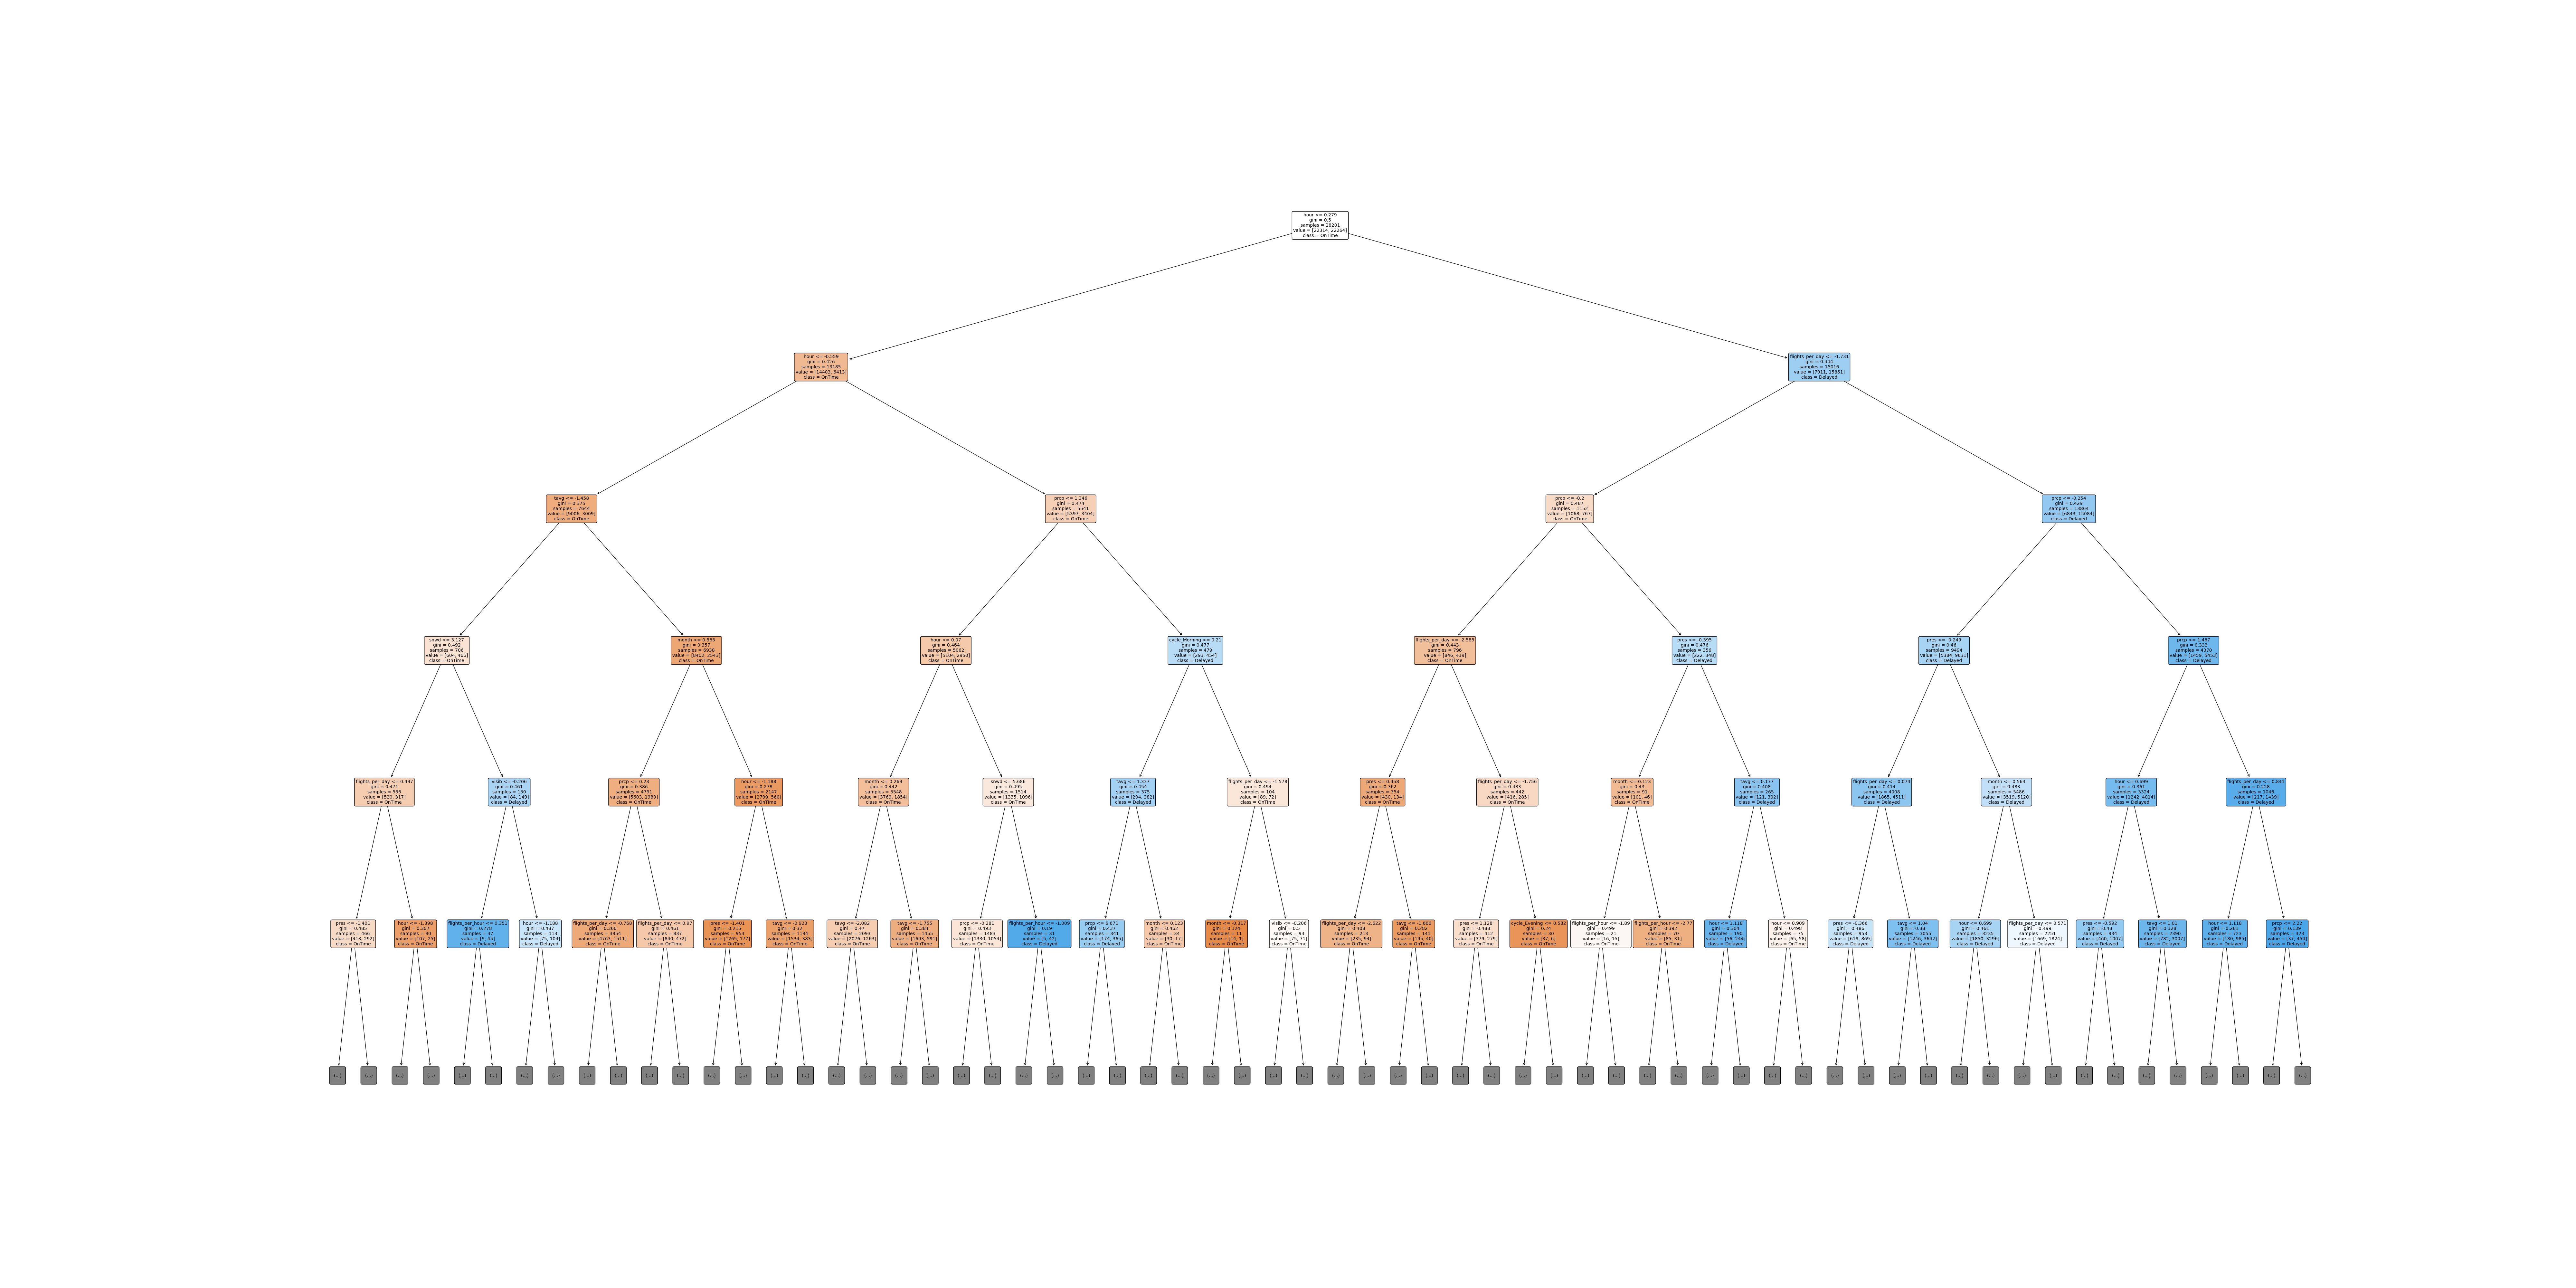 hour <= 0.279
gini = 0.5
samples = 28201
value = [22314, 22264]
class = OnTime
hour <= -0.559
gini = 0.426
samples = 13185
value = [14403, 6413]
class = OnTime
flights_per_day <= -1.731
gini = 0.444
samples = 15016
value = [7911, 15851]
class = Delayed
tavg <= -1.458
gini = 0.375
samples = 7644
value = [9006, 3009]
class = OnTime
prcp <= 1.346
gini = 0.474
samples = 5541
value = [5397, 3404]
class = OnTime
prcp <= -0.2
gini = 0.487
samples = 1152
value = [1068, 767]
class = OnTime
prcp <= -0.254
gini = 0.429
samples = 13864
value = [6843, 15084]
class = Delayed
snwd <= 3.127
gini = 0.492
samples = 706
value = [604, 466]
class = OnTime
month <= 0.563
gini = 0.357
samples = 6938
value = [8402, 2543]
class = OnTime
hour <= 0.07
gini = 0.464
samples = 5062
value = [5104, 2950]
class = OnTime
cycle_Morning <= 0.21
gini = 0.477
samples = 479
value = [293, 454]
class = Delayed
flights_per_day <= -2.585
gini = 0.443
samples = 796
value = [846, 419]
class = OnTime
pres <= -0.395
gini = 0.476
samples = 356
value = [222, 348]
class = Delayed
pres <= -0.249
gini = 0.46
samples = 9494
value = [5384, 9631]
class = Delayed
prcp <= 1.467
gini = 0.333
samples = 4370
value = [1459, 5453]
class = Delayed
flights_per_day <= 0.497
gini = 0.471
samples = 556
value = [520, 317]
class = OnTime
visib <= -0.206
gini = 0.461
samples = 150
value = [84, 149]
class = Delayed
prcp <= 0.23
gini = 0.386
samples = 4791
value = [5603, 1983]
class = OnTime
hour <= -1.188
gini = 0.278
samples = 2147
value = [2799, 560]
class = OnTime
month <= 0.269
gini = 0.442
samples = 3548
value = [3769, 1854]
class = OnTime
snwd <= 5.686
gini = 0.495
samples = 1514
value = [1335, 1096]
class = OnTime
tavg <= 1.337
gini = 0.454
samples = 375
value = [204, 382]
class = Delayed
flights_per_day <= -1.578
gini = 0.494
samples = 104
value = [89, 72]
class = OnTime
pres <= 0.458
gini = 0.362
samples = 354
value = [430, 134]
class = OnTime
flights_per_day <= -1.756
gini = 0.483
samples = 442
value = [416, 285]
class = OnTime
month <= 0.123
gini = 0.43
samples = 91
value = [101, 46]
class = OnTime
tavg <= 0.177
gini = 0.408
samples = 265
value = [121, 302]
class = Delayed
flights_per_day <= 0.074
gini = 0.414
samples = 4008
value = [1865, 4511]
class = Delayed
month <= 0.563
gini = 0.483
samples = 5486
value = [3519, 5120]
class = Delayed
hour <= 0.699
gini = 0.361
samples = 3324
value = [1242, 4014]
class = Delayed
flights_per_day <= 0.841
gini = 0.228
samples = 1046
value = [217, 1439]
class = Delayed
pres <= -1.401
gini = 0.485
samples = 466
value = [413, 292]
class = OnTime
hour <= -1.398
gini = 0.307
samples = 90
value = [107, 25]
class = OnTime
flights_per_hour <= 0.351
gini = 0.278
samples = 37
value = [9, 45]
class = Delayed
hour <= -1.188
gini = 0.487
samples = 113
value = [75, 104]
class = Delayed
flights_per_day <= -0.768
gini = 0.366
samples = 3954
value = [4763, 1511]
class = OnTime
flights_per_day <= 0.97
gini = 0.461
samples = 837
value = [840, 472]
class = OnTime
pres <= -1.401
gini = 0.215
samples = 953
value = [1265, 177]
class = OnTime
tavg <= -0.923
gini = 0.32
samples = 1194
value = [1534, 383]
class = OnTime
tavg <= -2.082
gini = 0.47
samples = 2093
value = [2076, 1263]
class = OnTime
tavg <= -1.755
gini = 0.384
samples = 1455
value = [1693, 591]
class = OnTime
prcp <= -0.281
gini = 0.493
samples = 1483
value = [1330, 1054]
class = OnTime
flights_per_hour <= -1.009
gini = 0.19
samples = 31
value = [5, 42]
class = Delayed
prcp <= 6.671
gini = 0.437
samples = 341
value = [174, 365]
class = Delayed
month <= 0.123
gini = 0.462
samples = 34
value = [30, 17]
class = OnTime
month <= -0.317
gini = 0.124
samples = 11
value = [14, 1]
class = OnTime
visib <= -0.206
gini = 0.5
samples = 93
value = [75, 71]
class = OnTime
flights_per_day <= -2.823
gini = 0.408
samples = 213
value = [235, 94]
class = OnTime
tavg <= -1.666
gini = 0.282
samples = 141
value = [195, 40]
class = OnTime
pres <= 1.128
gini = 0.488
samples = 412
value = [379, 279]
class = OnTime
cycle_Evening <= 0.582
gini = 0.24
samples = 30
value = [37, 6]
class = OnTime
flights_per_hour <= -1.69
gini = 0.499
samples = 21
value = [16, 15]
class = OnTime
flights_per_hour <= -2.77
gini = 0.392
samples = 70
value = [85, 31]
class = OnTime
hour <= 1.118
gini = 0.304
samples = 190
value = [56, 244]
class = Delayed
hour <= 0.909
gini = 0.498
samples = 75
value = [65, 58]
class = OnTime
pres <= -0.368
gini = 0.486
samples = 953
value = [619, 869]
class = Delayed
tavg <= 1.04
gini = 0.38
samples = 3055
value = [1246, 3642]
class = Delayed
hour <= 0.699
gini = 0.461
samples = 3235
value = [1850, 3296]
class = Delayed
flights_per_day <= 0.571
gini = 0.499
samples = 2251
value = [1669, 1824]
class = Delayed
pres <= -0.592
gini = 0.43
samples = 934
value = [460, 1007]
class = Delayed
tavg <= 1.01
gini = 0.328
samples = 2390
value = [782, 3007]
class = Delayed
hour <= 1.118
gini = 0.261
samples = 723
value = [180, 985]
class = Delayed
prcp <= 2.22
gini = 0.139
samples = 323
value = [37, 454]
class = Delayed
(...) (...) (...) (...) (...) (...) (...) (...) (...) (...) (...) (...) (...) (...) (...) (...) (...) (...) (...) (...) (...) (...) (...) (...) (...) (...) (...) (...) (...) (...) (...) (...) (...) (...) (...) (...) (...) (...) (...) (...) (...) (...) (...) (...) (...) (...) (...) (...) (...) (...) (...) (...) (...) (...) (...) (...) (...) (...) (...) (...) (...) (...) (...) (...)